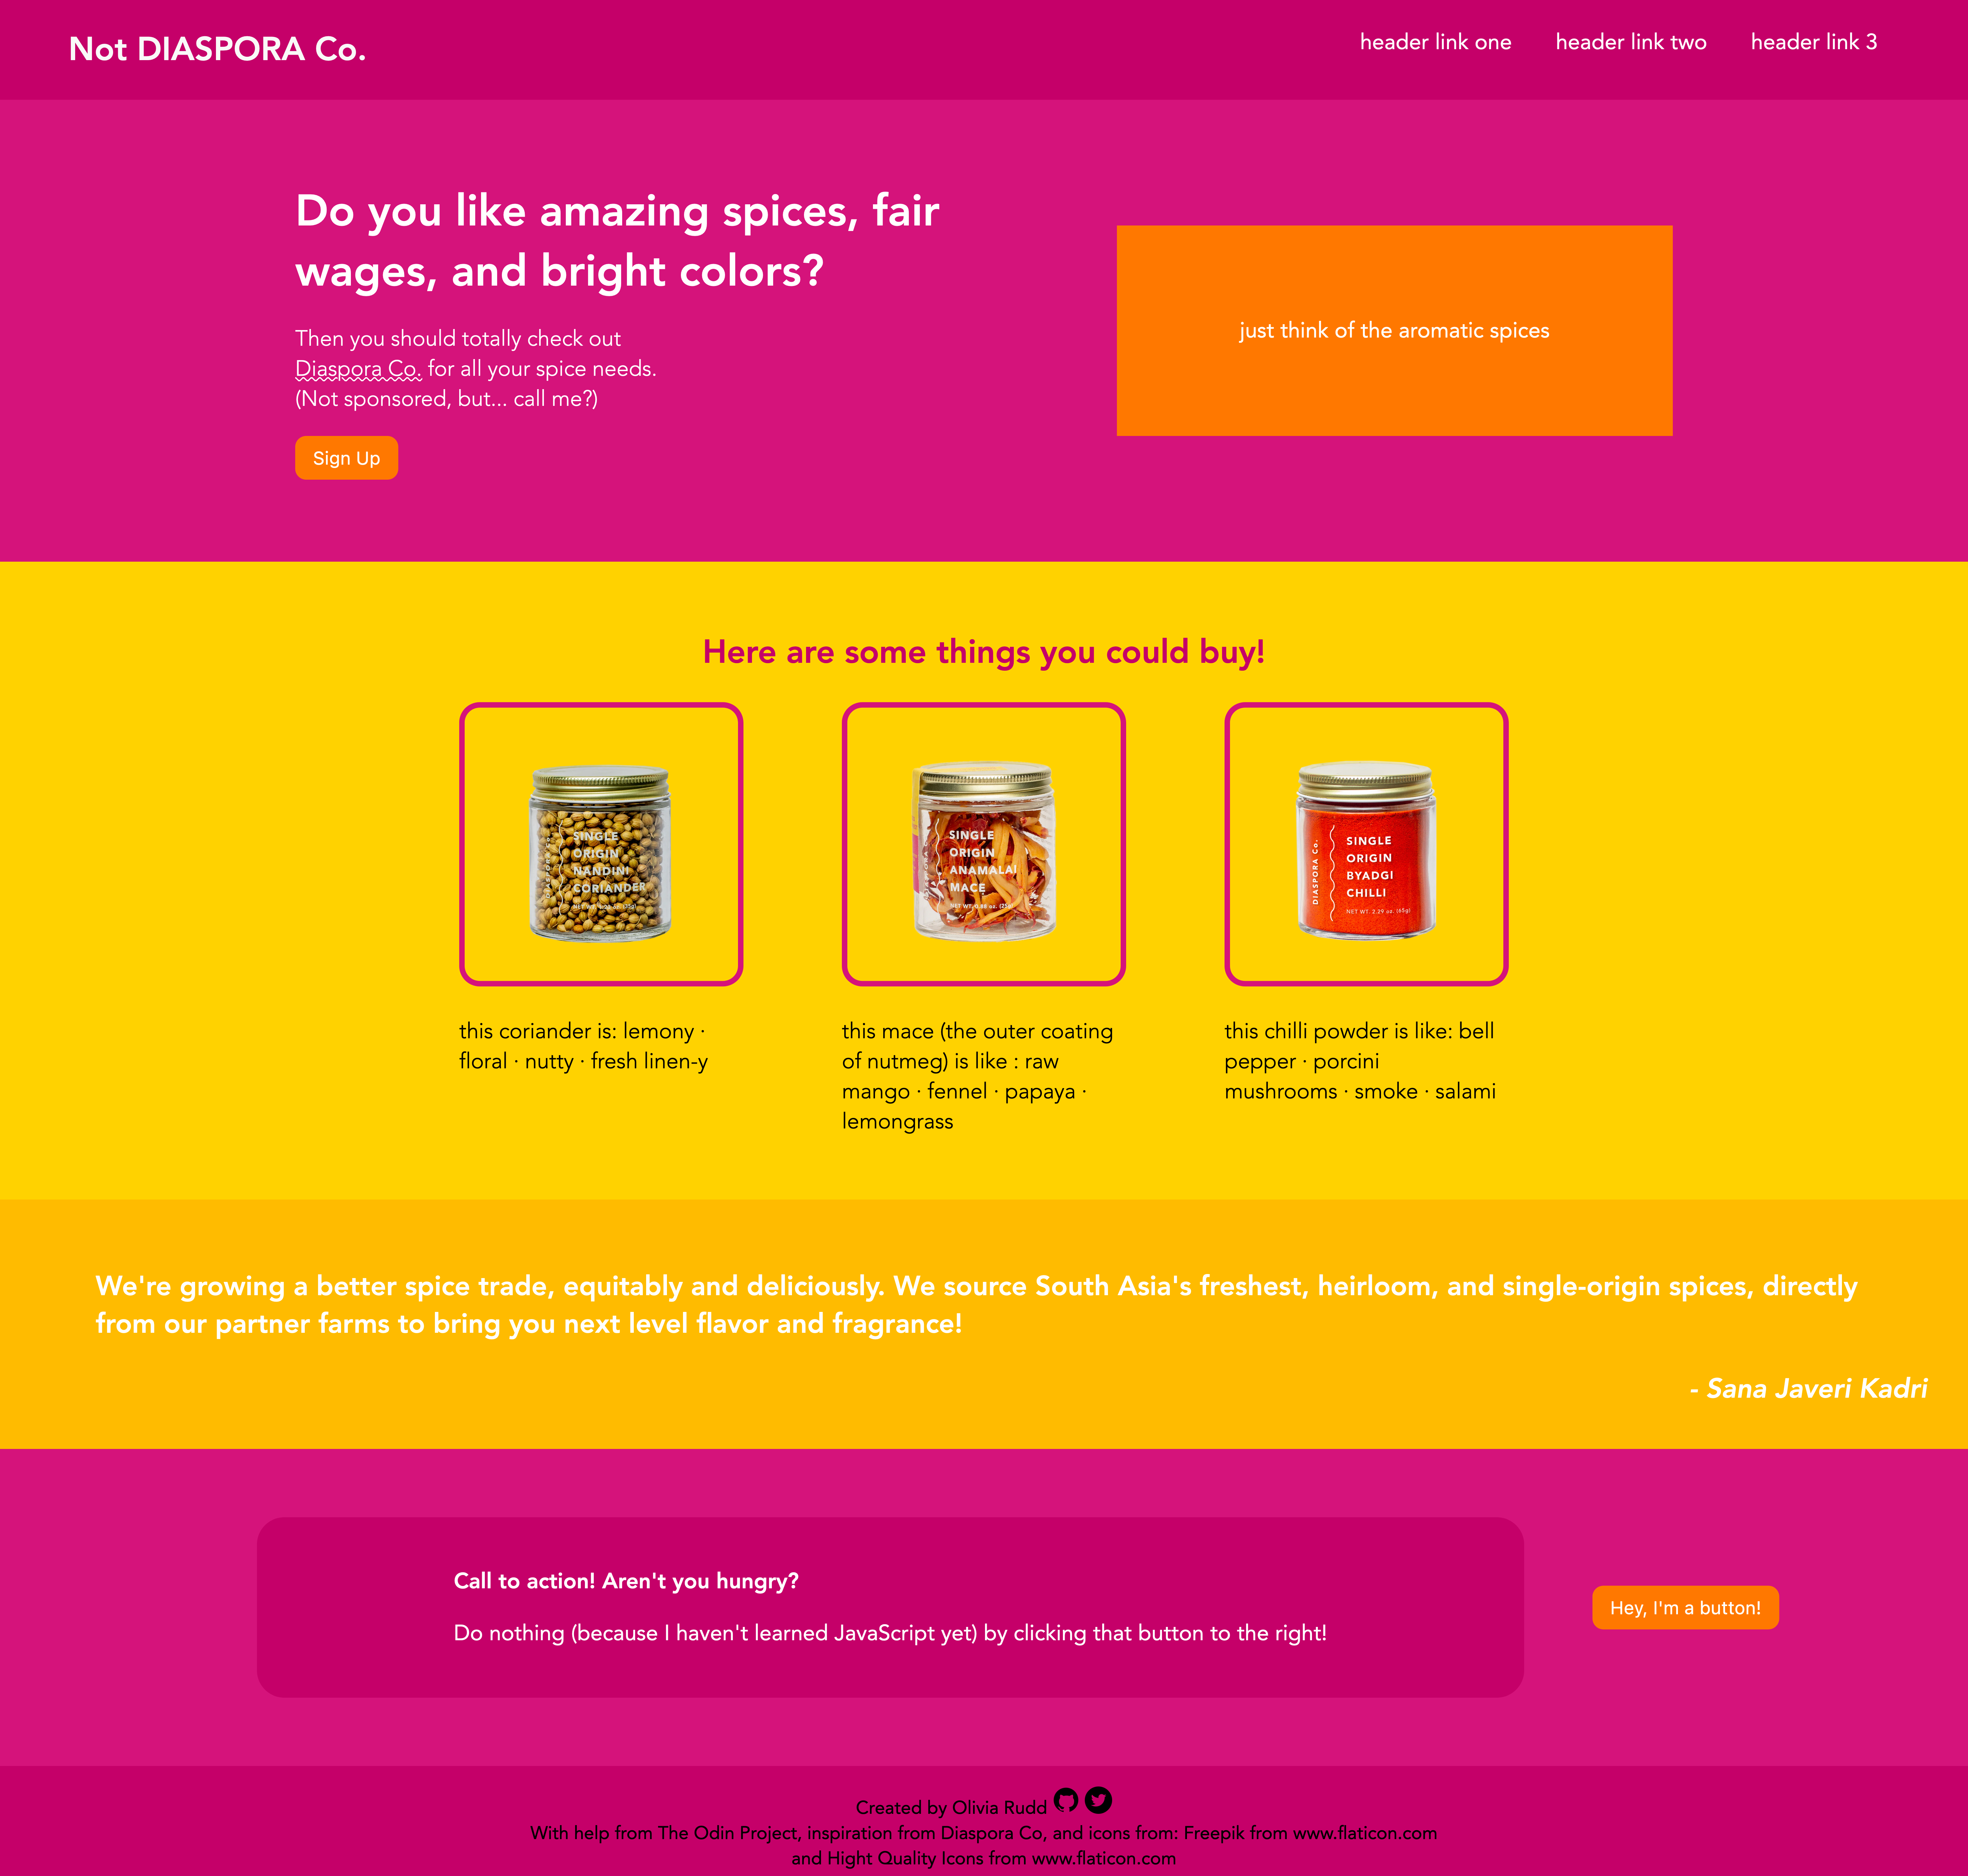 Not DIASPORA Co.
header link one
header link two
header link 3
Do you like amazing spices, fair
wages, and bright colors?
Then you should totally check out
Diaspora Co. for all your spice needs.
(Not sponsored, but... call me?)
Sign Up
just think of the aromatic spices
Here are some things you could buy!
SINGLE
ORIGIN
NANDINI
CORIANDER
SINGLE
ORIGIN
ANAMALAI
MACE
DIASPORA Co.
SINGLE
ORIGIN
BYADGI
CHILLI
NET WT. 2.29 oz. (65g)
this coriander is: lemony ·
floral · nutty · fresh linen-y
this mace (the outer coating
of nutmeg) is like : raw
mango · fennel · papaya ·
lemongrass
this chilli powder is like: bell
pepper · porcini
mushrooms · smoke · salami
We're growing a better spice trade, equitably and deliciously. We source South Asia's freshest, heirloom, and single-origin spices, directly
from our partner farms to bring you next level flavor and fragrance!
- Sana Javeri Kadri
Call to action! Aren't you hungry?
Do nothing (because I haven't learned JavaScript yet) by clicking that button to the right!
Hey, I'm a button!
Created by Olivia Rudd
With help from The Odin Project, inspiration from Diaspora Co, and icons from: Freepik from www.flaticon.com
and Hight Quality Icons from www.flaticon.com